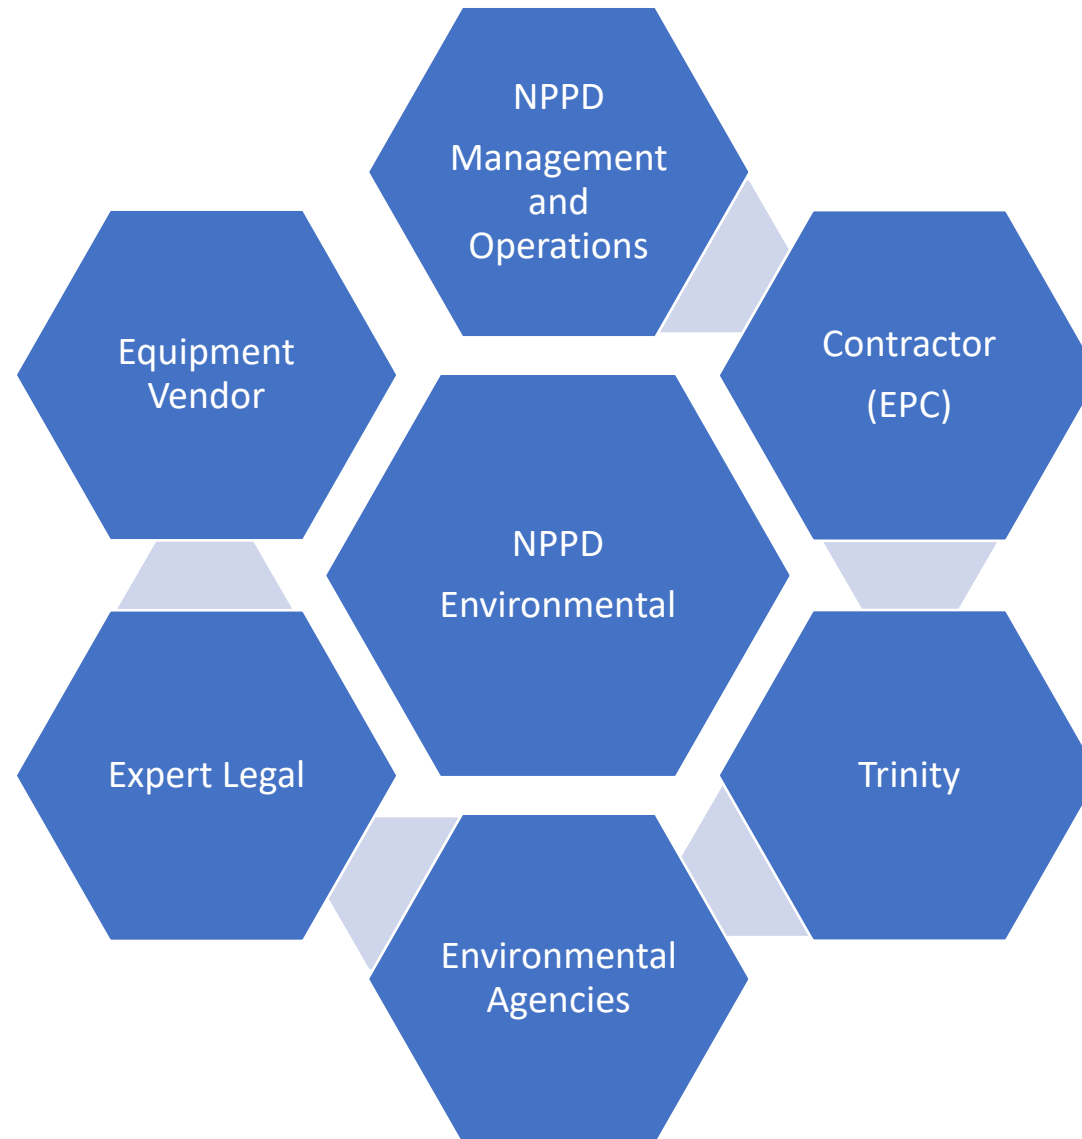 NPPD
Management
and
Operations
Contractor
(EPC)
Equipment
Vendor
NPPD
Environmental
Expert Legal
Trinity
Environmental
Agencies